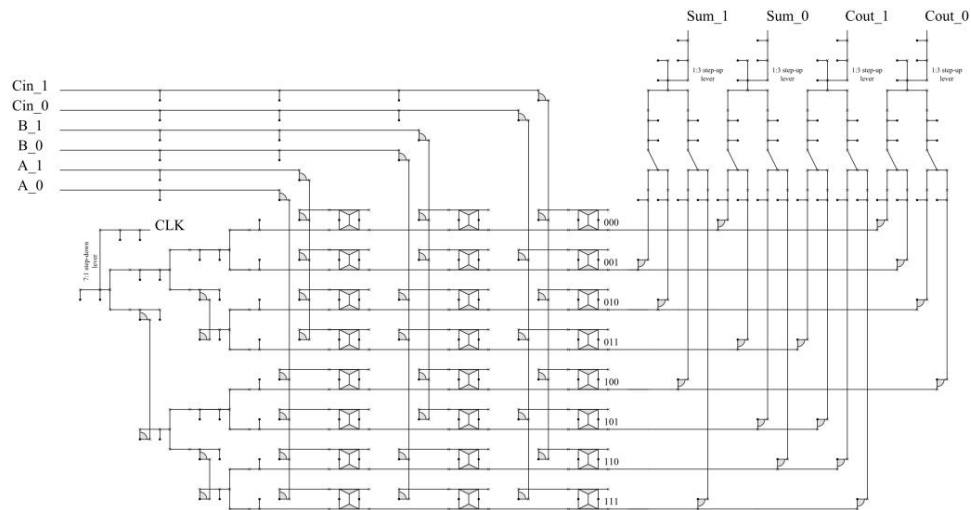 Sum_1 Sum_0 Cout_1 Cout_0
1:3 step-up lever
1:3 step-up lever
1:3 step-up lever
1:3 step-up lever
Cin_1
Cin_0
B_1
B_0
A_1
A_0
CLK
7:1 step-down lever
000
001
010
011
100
101
110
111